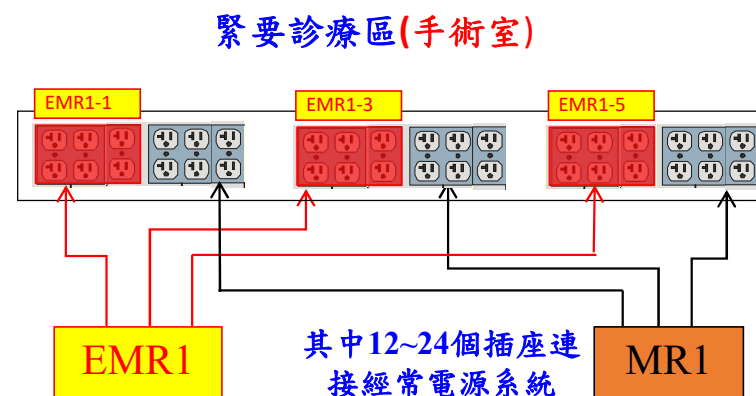 緊要診療區(手術室)
EMR1-1
EMR1-3
EMR1-5
EMR1
其中12~24個插座連
接經常電源系統
MR1